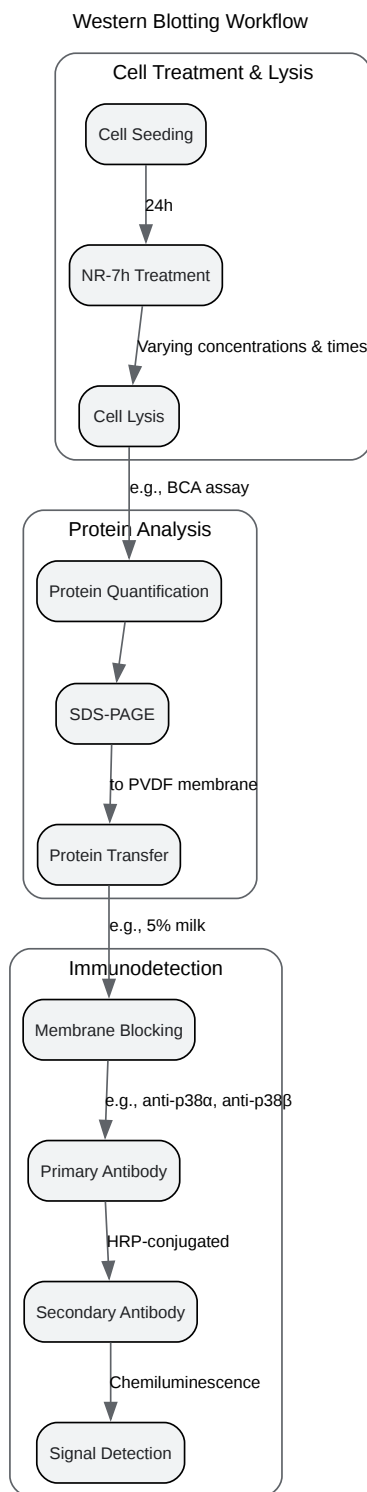 Western Blotting Workflow
Cell Treatment & Lysis
Cell Seeding
24h
NR-7h Treatment
Varying concentrations & times
Cell Lysis
e.g., BCA assay
Protein Analysis
Protein Quantification
SDS-PAGE
to PVDF membrane
Protein Transfer
e.g., 5% milk
Immunodetection
Membrane Blocking
e.g., anti-p38α, anti-p38β
Primary Antibody
HRP-conjugated
Secondary Antibody
Chemiluminescence
Signal Detection